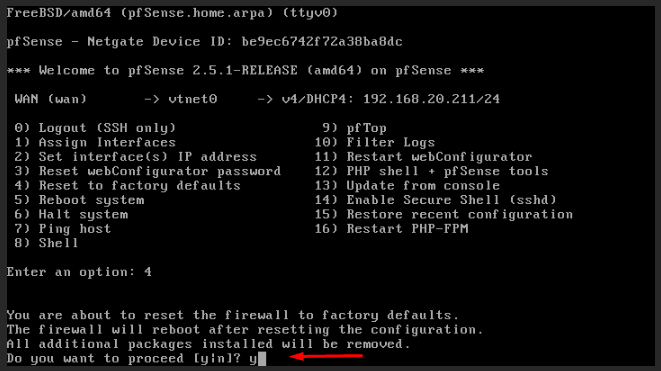 FreeBSD/amd64 (pfSense.home.arpa) (ttyv0)
pfSense - Netgate Device ID: be9ec6742f72a38ba8dc
*** Welcome to pfSense 2.5.1-RELEASE (amd64) on pfSense ***
WAN (wan)       -> vtnet0     -> v4/DHCP4: 192.168.20.211/24
0) Logout (SSH only)                  9) pfTop
1) Assign Interfaces                 10) Filter Logs
2) Set interface(s) IP address       11) Restart webConfigurator
3) Reset webConfigurator password    12) PHP shell + pfSense tools
4) Reset to factory defaults         13) Update from console
5) Reboot system                     14) Enable Secure Shell (sshd)
6) Halt system                       15) Restore recent configuration
7) Ping host                         16) Restart PHP-FPM
8) Shell
Enter an option: 4
You are about to reset the firewall to factory defaults.
The firewall will reboot after resetting the configuration.
All additional packages installed will be removed.
Do you want to proceed [y|n]? y